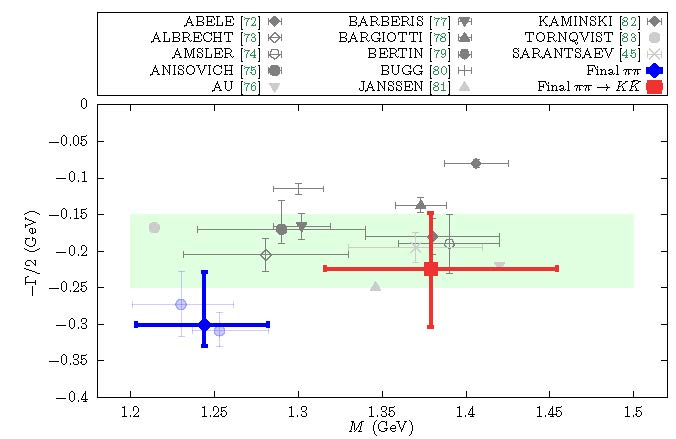 ABELE [72] BARBERIS [77] KAMINSKI [82]
ALBRECHT [73] BARGIOTTI [78] TORNQVIST [83]
AMSLER [74] BERTIN [79] SARANTSAEV [45]
ANISOVICH [75] BUGG [80] Final ππ
AU [76] JANSSEN [81] Final ππ → KK̄
0
−0.05
−0.1
−0.15
−0.2
−0.25
−0.3
−0.35
−0.4
−Γ/2 (GeV)
1.2 1.25 1.3 1.35 1.4 1.45 1.5
M (GeV)